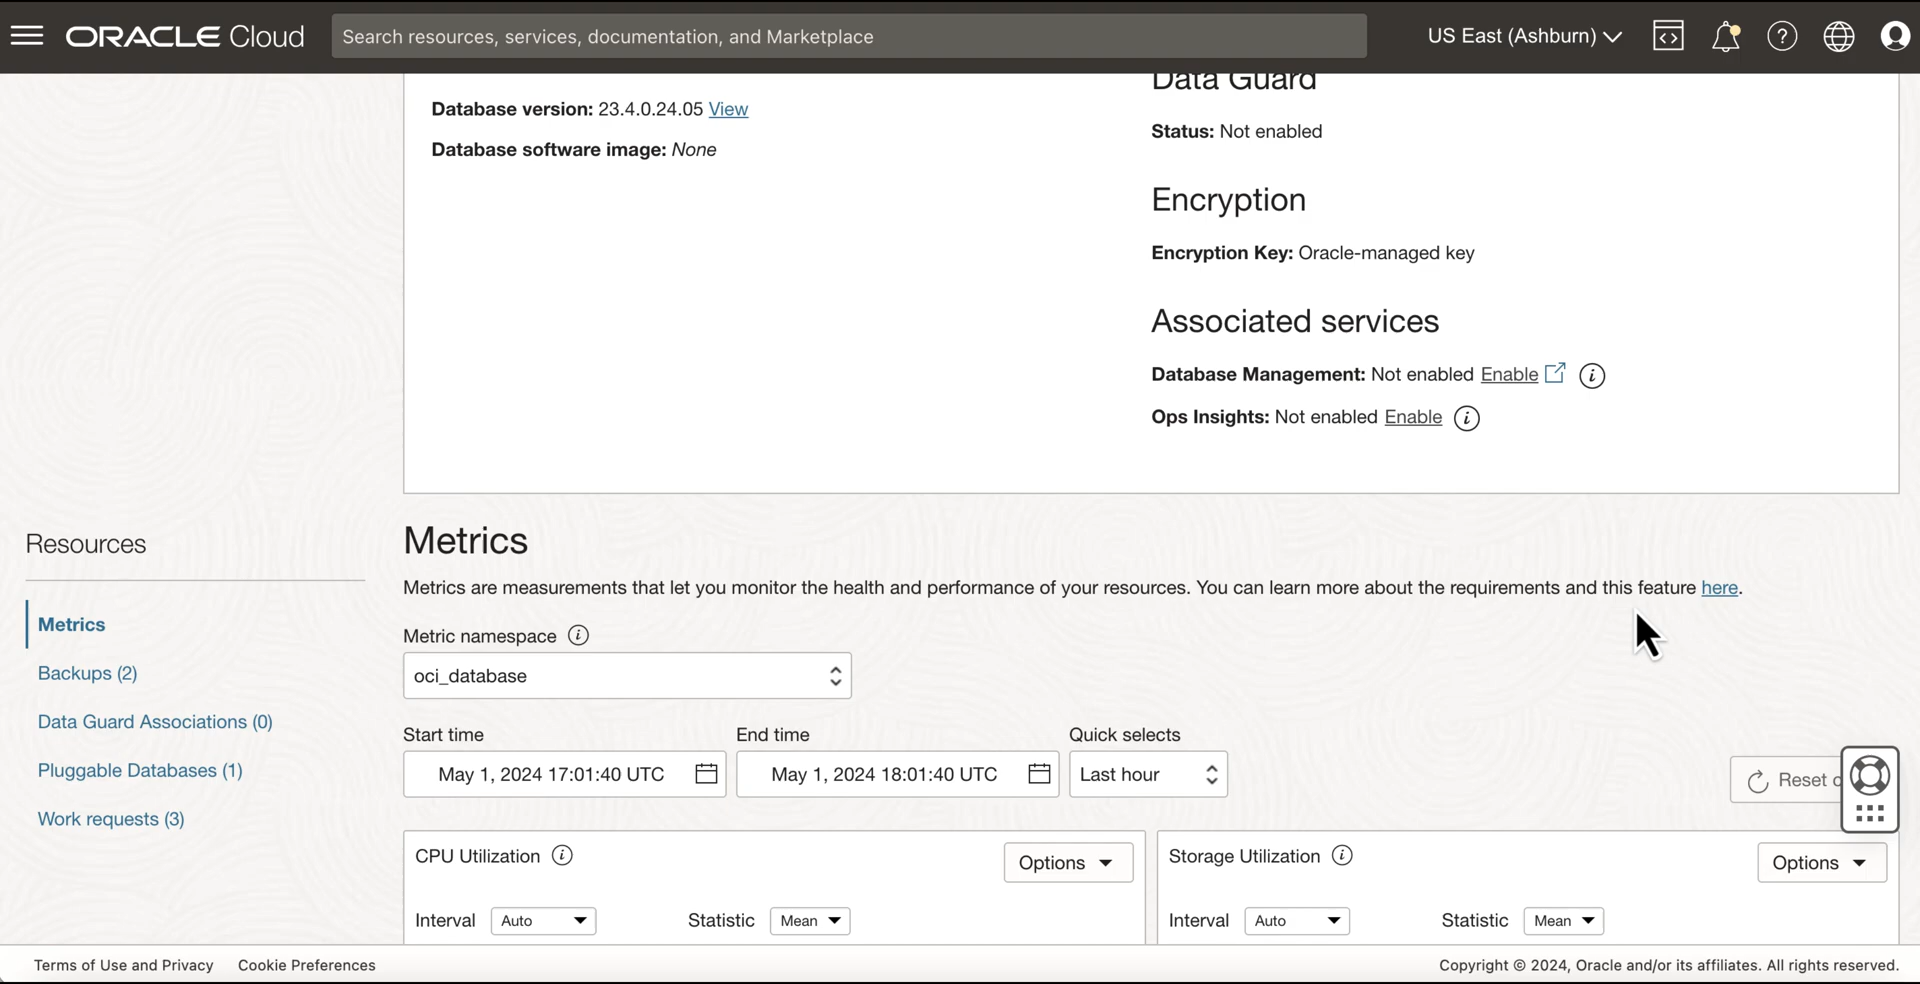 ORACLE Cloud
Search resources, services, documentation, and Marketplace
US East (Ashburn)
Database version: 23.4.0.24.05 View
Database software image: None
Data Guard
Status: Not enabled
Encryption
Encryption Key: Oracle-managed key
Associated services
Database Management: Not enabled Enable
Ops Insights: Not enabled Enable
Resources
Metrics
Backups (2)
Data Guard Associations (0)
Pluggable Databases (1)
Work requests (3)
Metrics
Metrics are measurements that let you monitor the health and performance of your resources. You can learn more about the requirements and this feature here.
Metric namespace
oci_database
Start time
May 1, 2024 17:01:40 UTC
End time
May 1, 2024 18:01:40 UTC
Quick selects
Last hour
Reset
CPU Utilization
Options
Interval Auto
Statistic Mean
Storage Utilization
Options
Interval Auto
Statistic Mean
Terms of Use and Privacy
Cookie Preferences
Copyright © 2024, Oracle and/or its affiliates. All rights reserved.